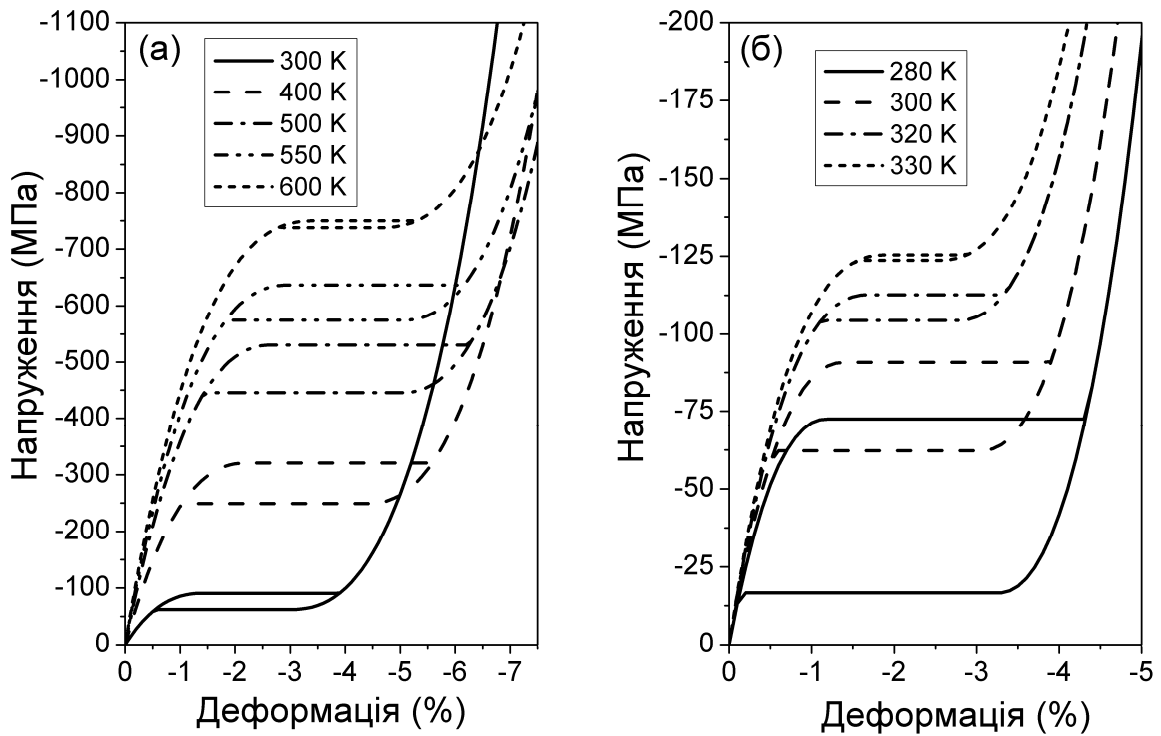 (а)
300 K
400 K
500 K
550 K
600 K
-1100
-1000
-900
-800
-700
-600
-500
-400
-300
-200
-100
0
Напруження (МПа)
0 -1 -2 -3 -4 -5 -6 -7
Деформація (%)
(б)
280 K
300 K
320 K
330 K
-200
-175
-150
-125
-100
-75
-50
-25
0
Напруження (МПа)
0 -1 -2 -3 -4 -5
Деформація (%)